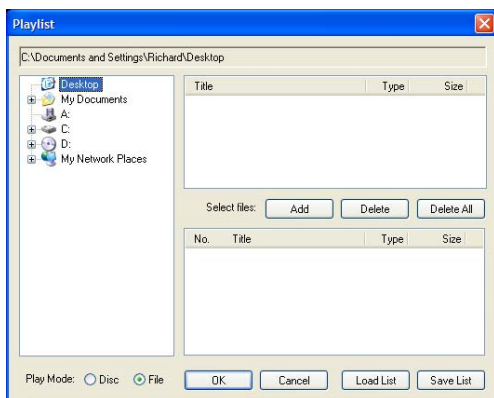 Playlist
C:\Documents and Settings\Richard\Desktop
Desktop
My Documents
A:
C:
D:
My Network Places
Title Type Size
Select files: Add Delete Delete All
No. Title Type Size
Play Mode: Disc File OK Cancel Load List Save List